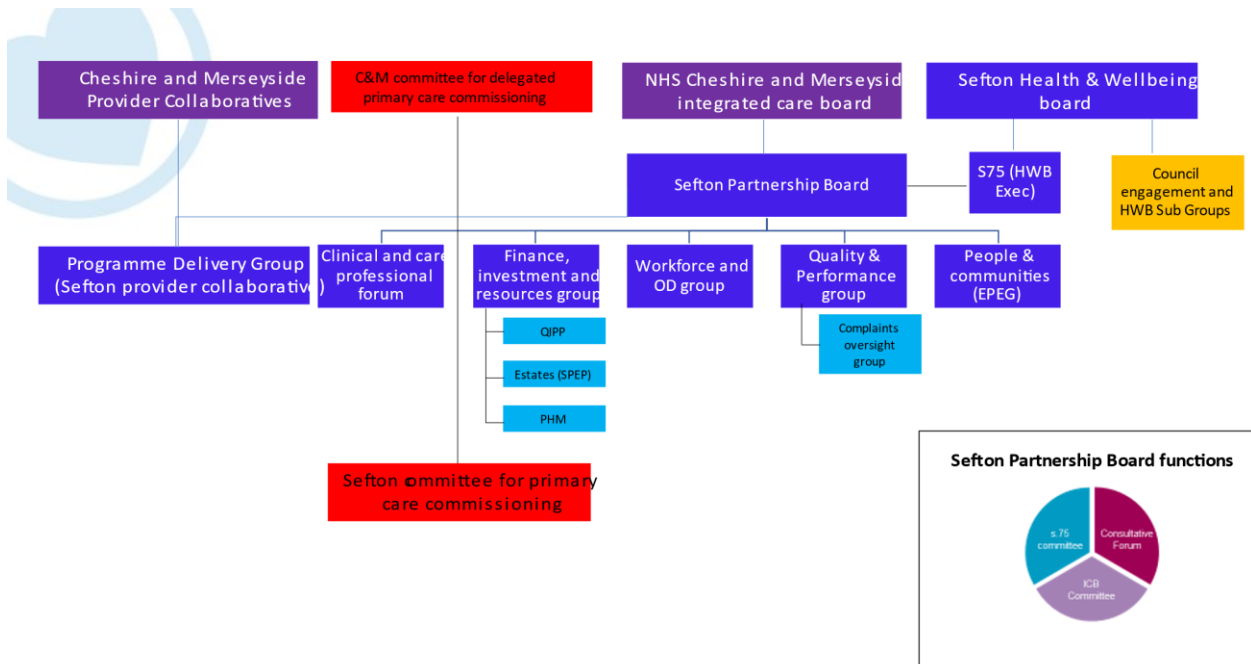 Cheshire and Merseyside
Provider Collaboratives
C&M committee for delegated
primary care commissioning
NHS Cheshire and Merseysid
integrated care board
Sefton Health & Wellbeing
board
Sefton Partnership Board
S75 (HWB
Exec)
Council
engagement and
HWB Sub Groups
Programme Delivery Group
(Sefton provider collaborative)
Clinical and care
professional
forum
Finance,
investment and
resources group
Workforce and
OD group
Quality &
Performance
group
People &
communities
(EPEG)
QIPP
Estates (SPEP)
PHM
Complaints
oversight
group
Sefton committee for primary
care commissioning
Sefton Partnership Board functions
s.75
committee
Consultative
Forum
ICB
Committee